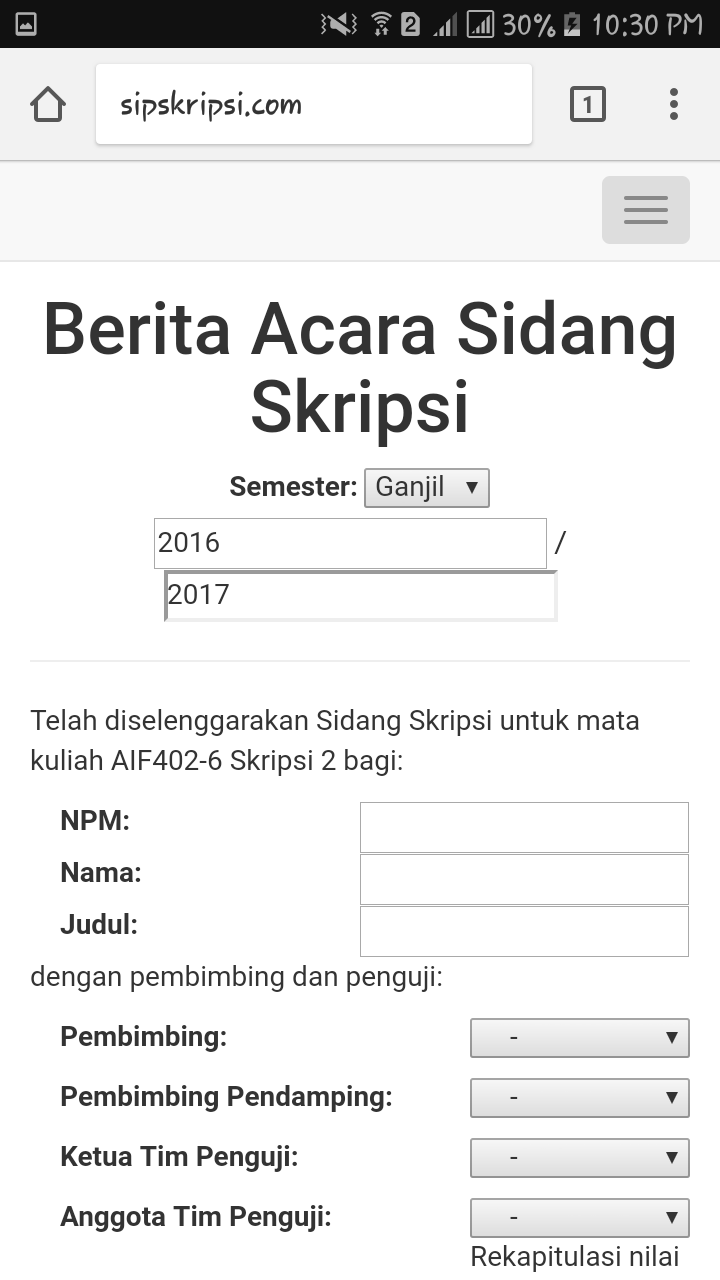 2 30% 10:30 PM
sipskripsi.com 1
Berita Acara Sidang
Skripsi
Semester: Ganjil
2016 /
2017
Telah diselenggarakan Sidang Skripsi untuk mata
kuliah AIF402-6 Skripsi 2 bagi:
NPM:
Nama:
Judul:
dengan pembimbing dan penguji:
Pembimbing: -
Pembimbing Pendamping: -
Ketua Tim Penguji: -
Anggota Tim Penguji: -
Rekapitulasi nilai